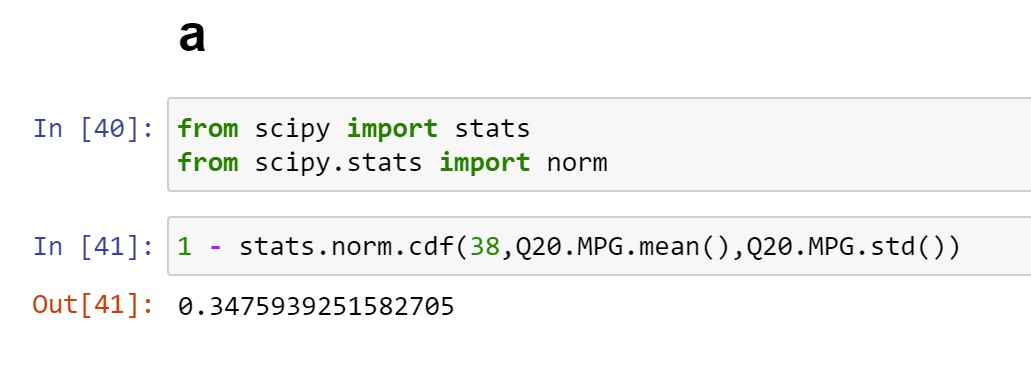 a
In [40]: from scipy import stats
from scipy.stats import norm
In [41]: 1 - stats.norm.cdf(38,Q20.MPG.mean(),Q20.MPG.std())
Out[41]: 0.3475939251582705